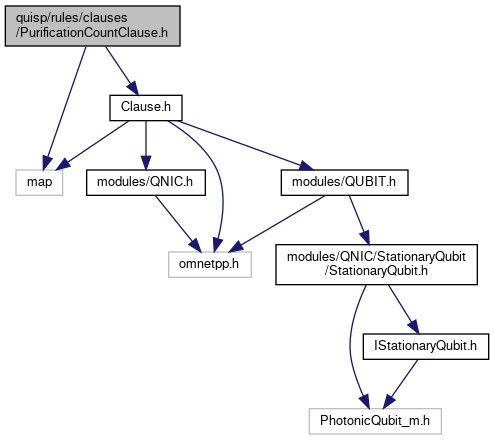 quisp/rules/clauses
/PurificationCountClause.h
Clause.h
map
modules/QNIC.h
modules/QUBIT.h
omnetpp.h
modules/QNIC/StationaryQubit
/StationaryQubit.h
IStationaryQubit.h
PhotonicQubit_m.h